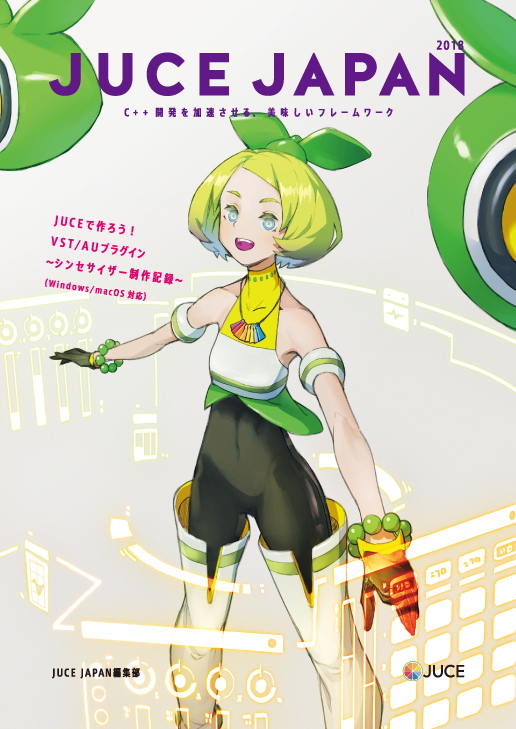 2018
JUCE JAPAN
C++ 開発を加速させる、美味しいフレームワーク
JUCEで作ろう！
VST/AUプラグイン
~シンセサイザー制作記録~
(Windows/macOS 対応)
JUCE JAPAN編集部
JUCE